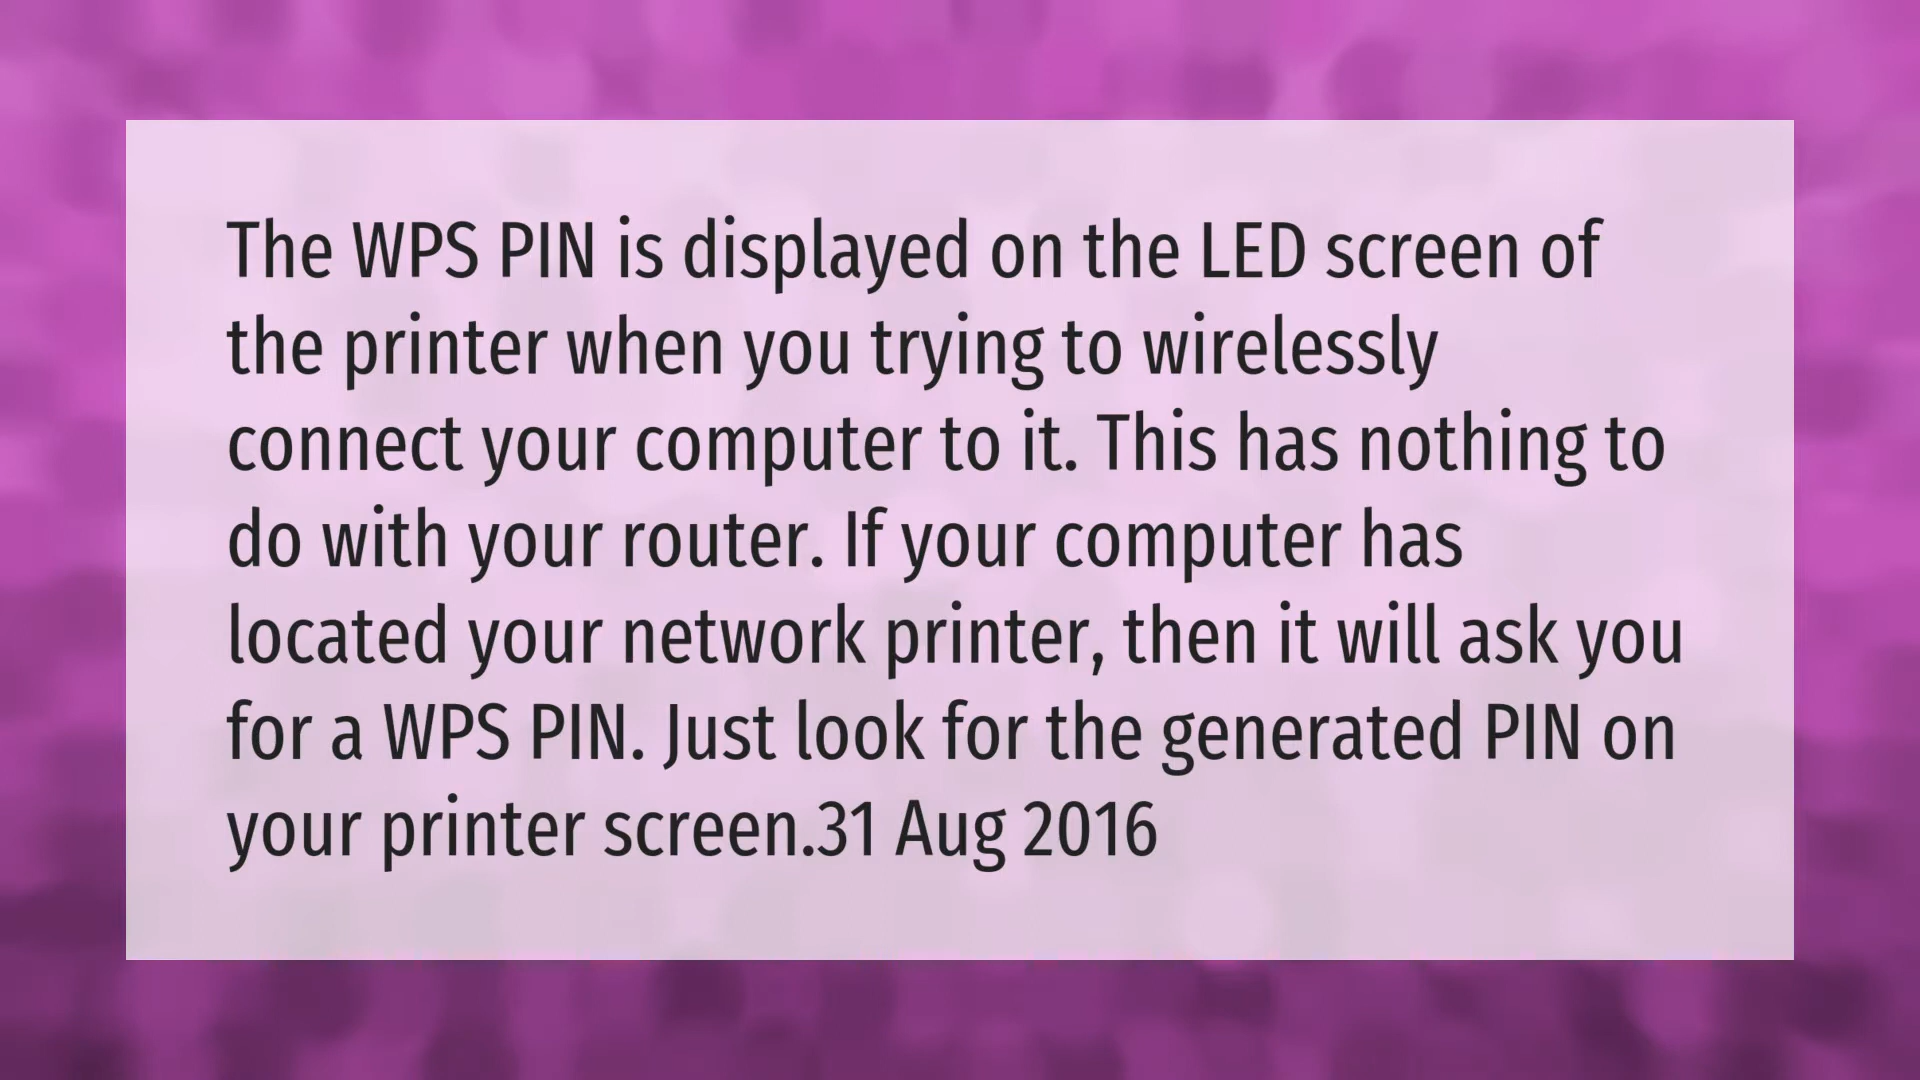 The WPS PIN is displayed on the LED screen of
the printer when you trying to wirelessly
connect your computer to it. This has nothing to
do with your router. If your computer has
located your network printer, then it will ask you
for a WPS PIN. Just look for the generated PIN on
your printer screen.31 Aug 2016